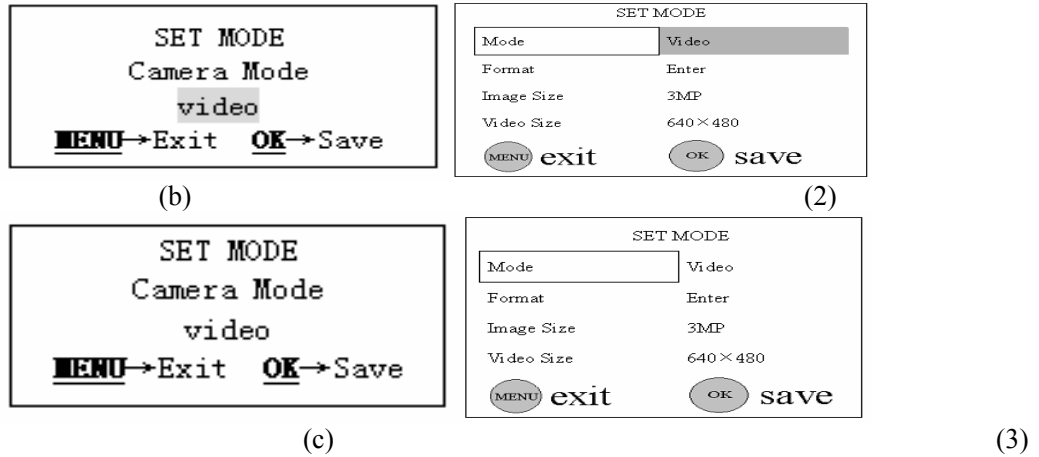 SET MODE
Camera Mode
video
MENU→Exit OK→Save
SET MODE
Mode Video
Format Enter
Image Size 3MP
Video Size 640×480
MENU exit OK save
(b) (2)
SET MODE
Camera Mode
video
MENU→Exit OK→Save
SET MODE
Mode Video
Format Enter
Image Size 3MP
Video Size 640×480
MENU exit OK save
(c) (3)